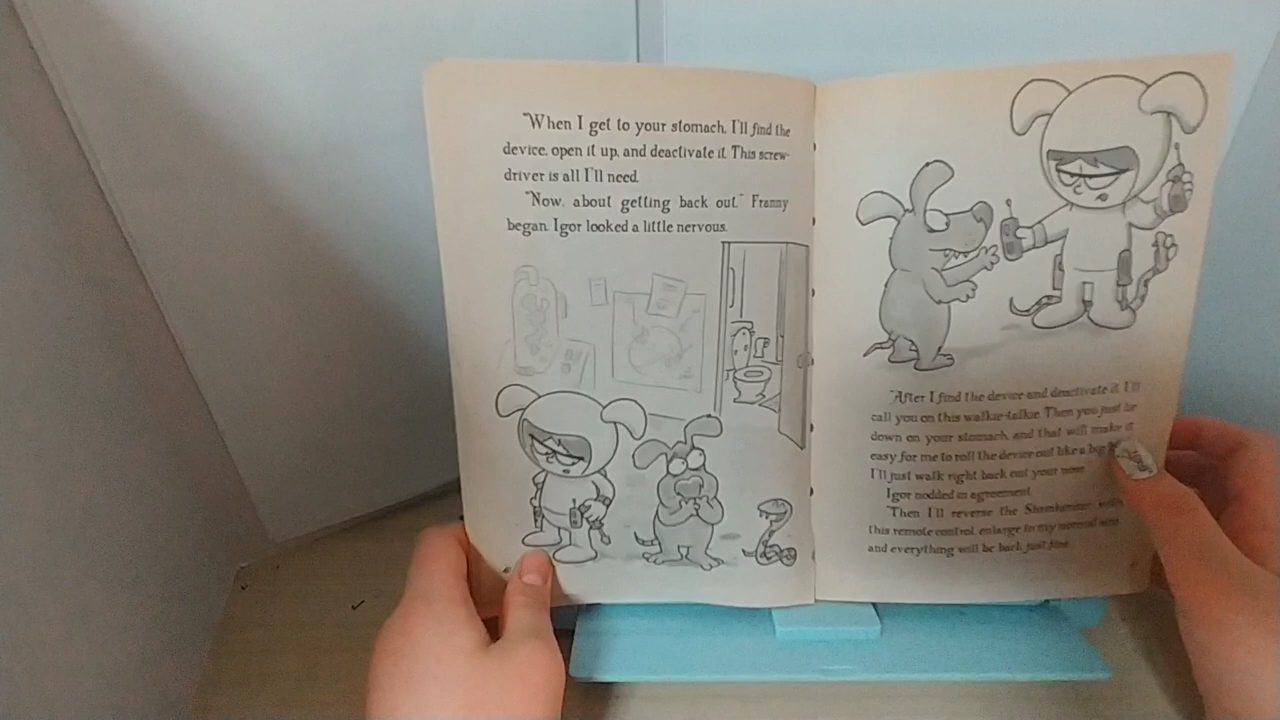 "When I get to your stomach, I'll find the
device, open it up, and deactivate it. This screw-
driver is all I'll need.
"Now, about getting back out," Franny
began. Igor looked a little nervous.
"After I find the device and deactivate it, I'll
call you on this walkie-talkie. Then you just lie
down on your stomach, and that will make it
easy for me to roll the device out like a big
I'll just walk right back out your nose."
Igor nodded in agreement.
"Then I'll reverse the
this remote control, enlarge to my normal size,
and everything will be back just fine.